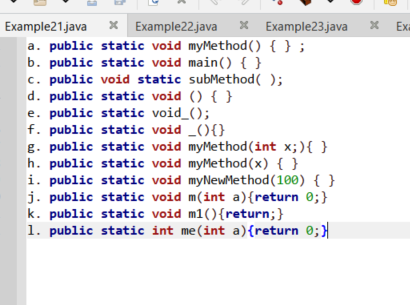 Example21.java Example22.java Example23.java
a. public static void myMethod() { } ;
b. public static void main() { }
c. public void static subMethod( );
d. public static void () { }
e. public static void_();
f. public static void _(){}
g. public static void myMethod(int x;){ }
h. public static void myMethod(x) { }
i. public static void myNewMethod(100) { }
j. public static void m(int a){return 0;}
k. public static void m1(){return;}
l. public static int me(int a){return 0;}